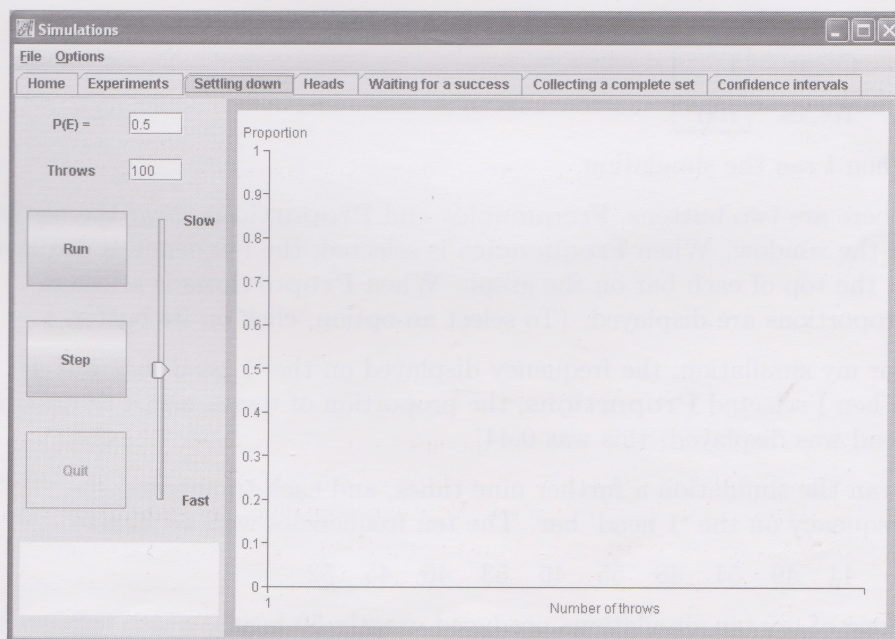 Simulations
File Options
Home Experiments Settling down Heads Waiting for a success Collecting a complete set Confidence intervals
P(E) = 0.5
Throws 100
Slow
Run
Step
Quit
Fast
Proportion
1
0.9
0.8
0.7
0.6
0.5
0.4
0.3
0.2
0.1
0
1
Number of throws